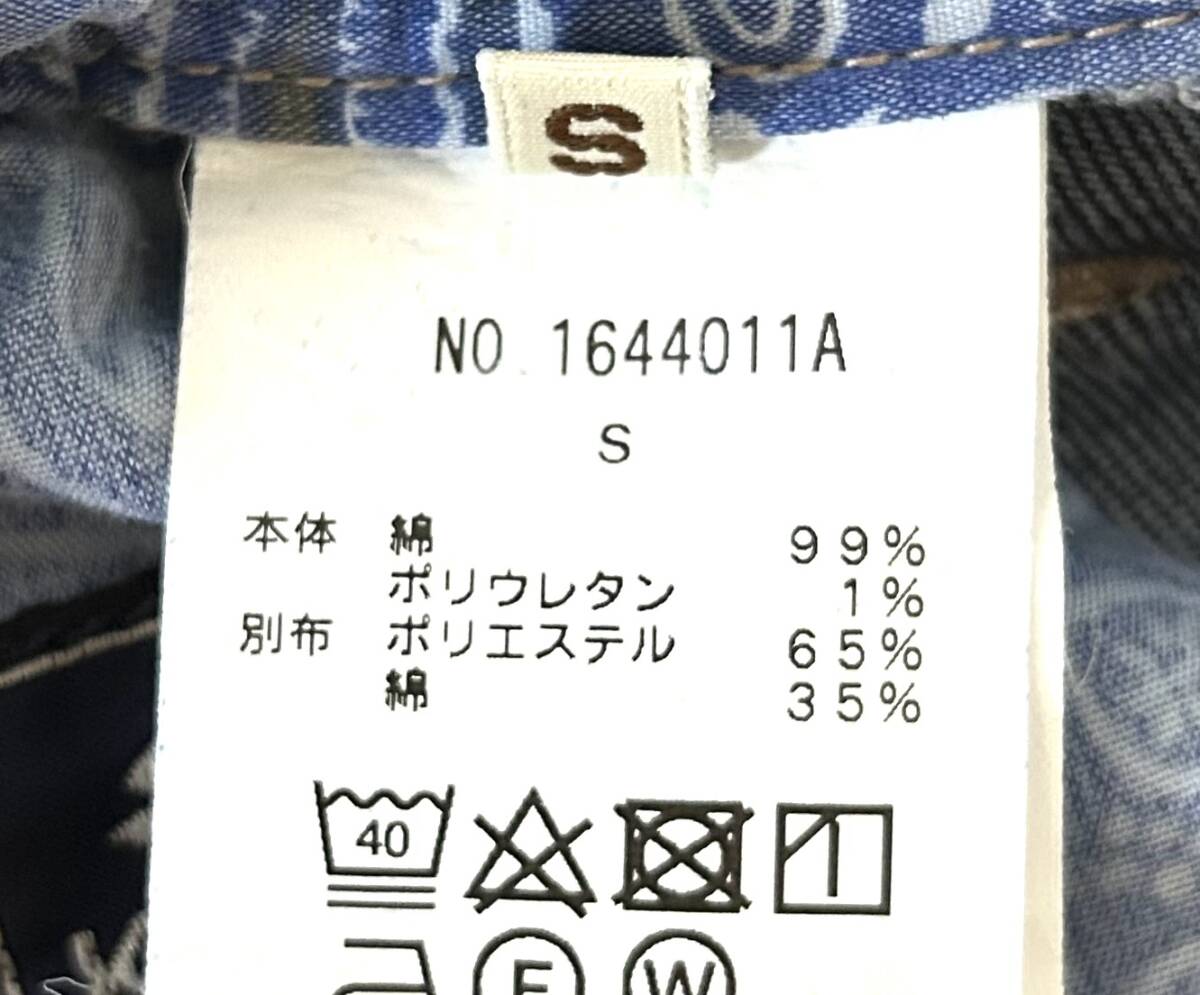 S
NO.1644011A
S
本体 綿 99%
ポリウレタン 1%
別布 ポリエステル 65%
綿 35%
40
F W